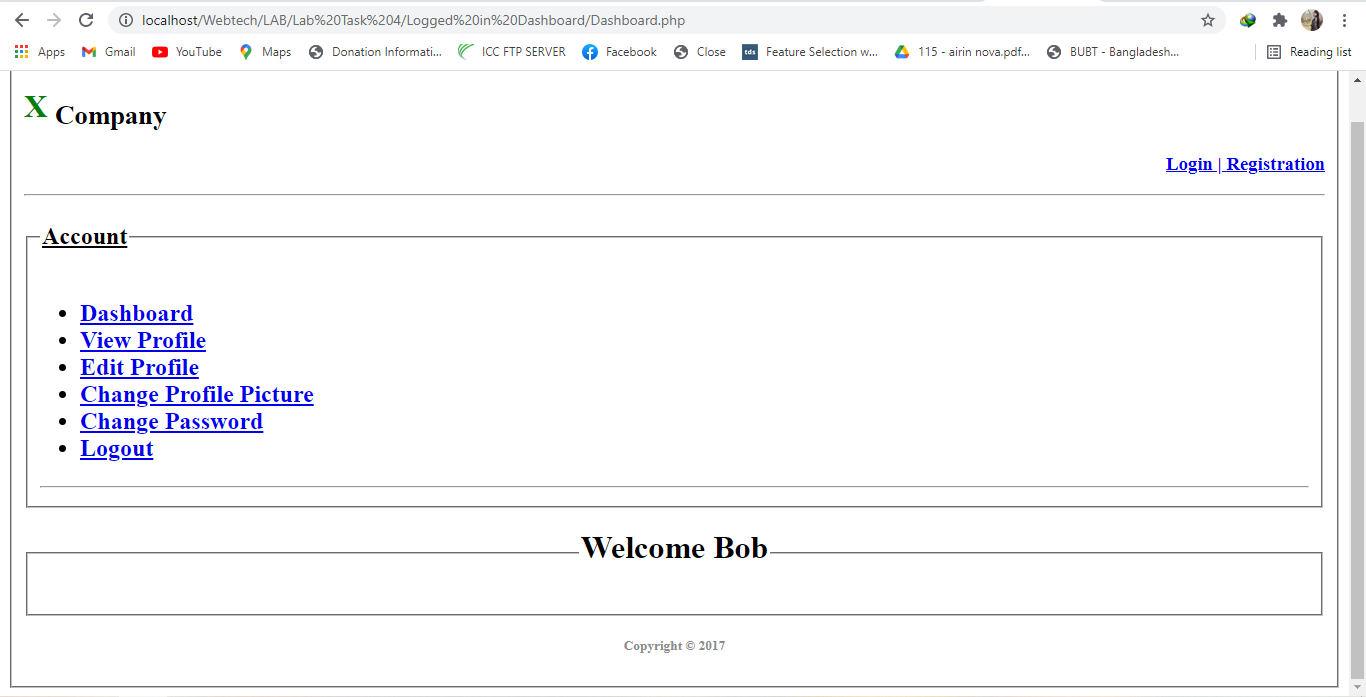 localhost/Webtech/LAB/Lab%20Task%204/Logged%20in%20Dashboard/Dashboard.php
Apps Gmail YouTube Maps Donation Informati... ICC FTP SERVER Facebook Close tds Feature Selection w... 115 - airin nova.pdf... BUBT - Bangladesh... Reading list
X Company
Login | Registration
Account
• Dashboard
• View Profile
• Edit Profile
• Change Profile Picture
• Change Password
• Logout
Welcome Bob
Copyright © 2017